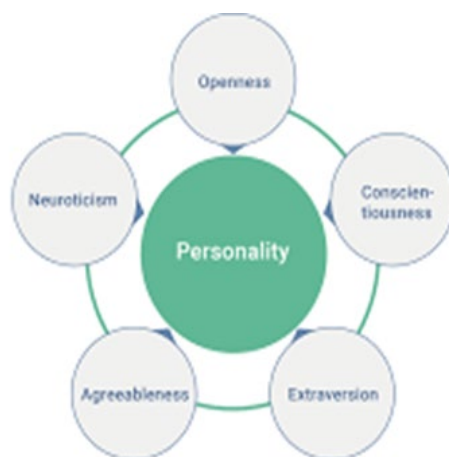 Openness
Neuroticism
Conscien-
tiousness
Personality
Agreeableness
Extraversion